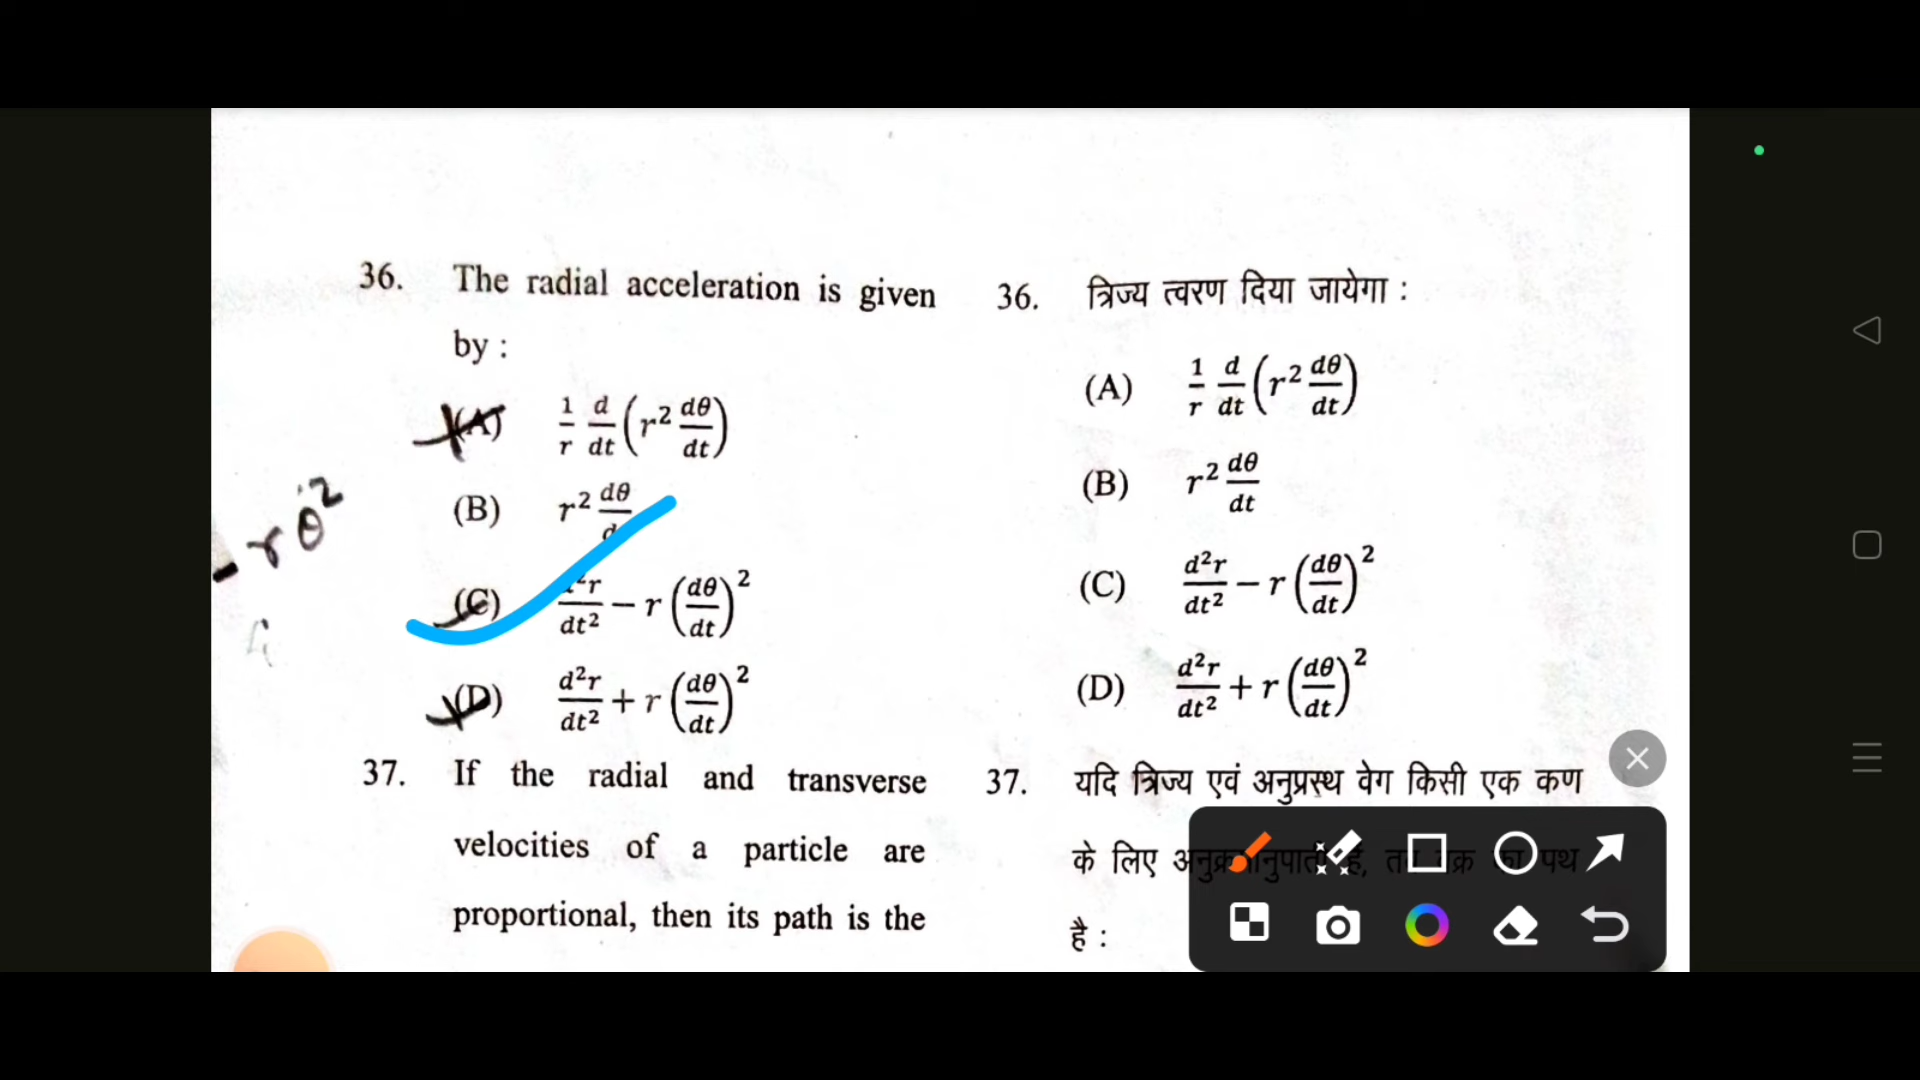 36. The radial acceleration is given
by :
(A) 1/r d/dt (r² dθ/dt)
(B) r² dθ/d
(C) d²r/dt² − r (dθ/dt)²
(D) d²r/dt² + r (dθ/dt)²
- r θ̇²
37. If the radial and transverse
velocities of a particle are
proportional, then its path is the
36. त्रिज्य त्वरण दिया जायेगा :
(A) 1/r d/dt (r² dθ/dt)
(B) r² dθ/dt
(C) d²r/dt² − r (dθ/dt)²
(D) d²r/dt² + r (dθ/dt)²
37. यदि त्रिज्य एवं अनुप्रस्थ वेग किसी एक कण
के लिए पथ
है :